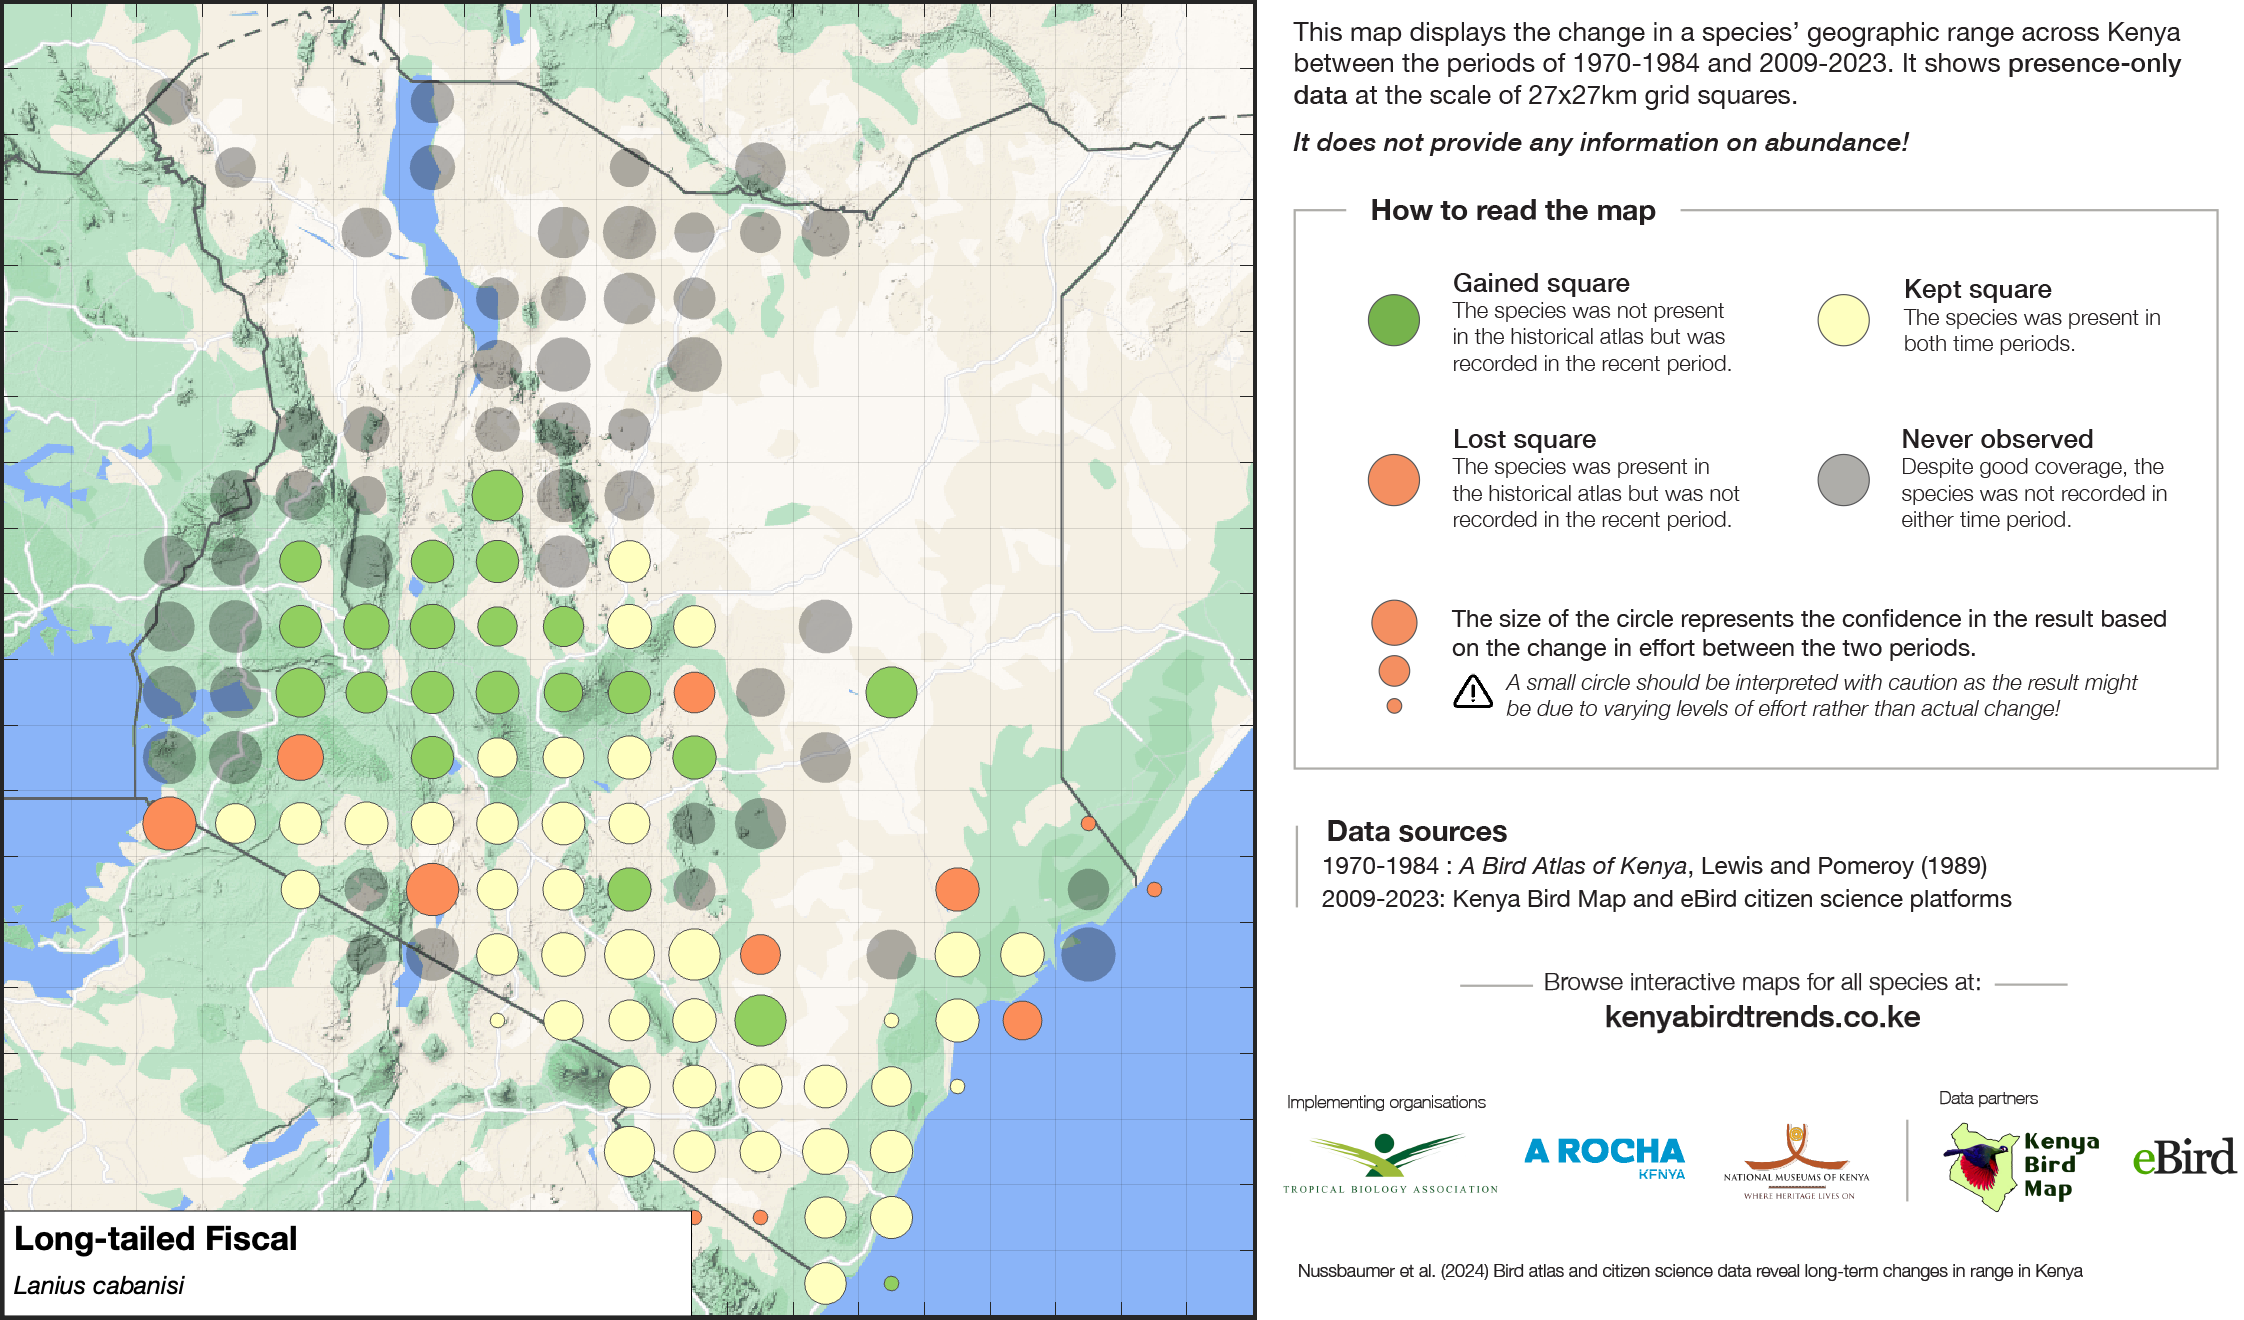 This map displays the change in a species’ geographic range across Kenya
between the periods of 1970-1984 and 2009-2023. It shows presence-only
data at the scale of 27x27km grid squares.
It does not provide any information on abundance!
How to read the map
Gained square
The species was not present
in the historical atlas but was
recorded in the recent period.
Kept square
The species was present in
both time periods.
Lost square
The species was present in
the historical atlas but was not
recorded in the recent period.
Never observed
Despite good coverage, the
species was not recorded in
either time period.
The size of the circle represents the confidence in the result based
on the change in effort between the two periods.
A small circle should be interpreted with caution as the result might
be due to varying levels of effort rather than actual change!
Data sources
1970-1984 : A Bird Atlas of Kenya, Lewis and Pomeroy (1989)
2009-2023: Kenya Bird Map and eBird citizen science platforms
Browse interactive maps for all species at:
kenyabirdtrends.co.ke
Implementing organisations
Data partners
TROPICAL BIOLOGY ASSOCIATION
A ROCHA
KENYA
NATIONAL MUSEUMS OF KENYA
WHERE HERITAGE LIVES ON
Kenya
Bird
Map
eBird
Long-tailed Fiscal
Lanius cabanisi
Nussbaumer et al. (2024) Bird atlas and citizen science data reveal long-term changes in range in Kenya